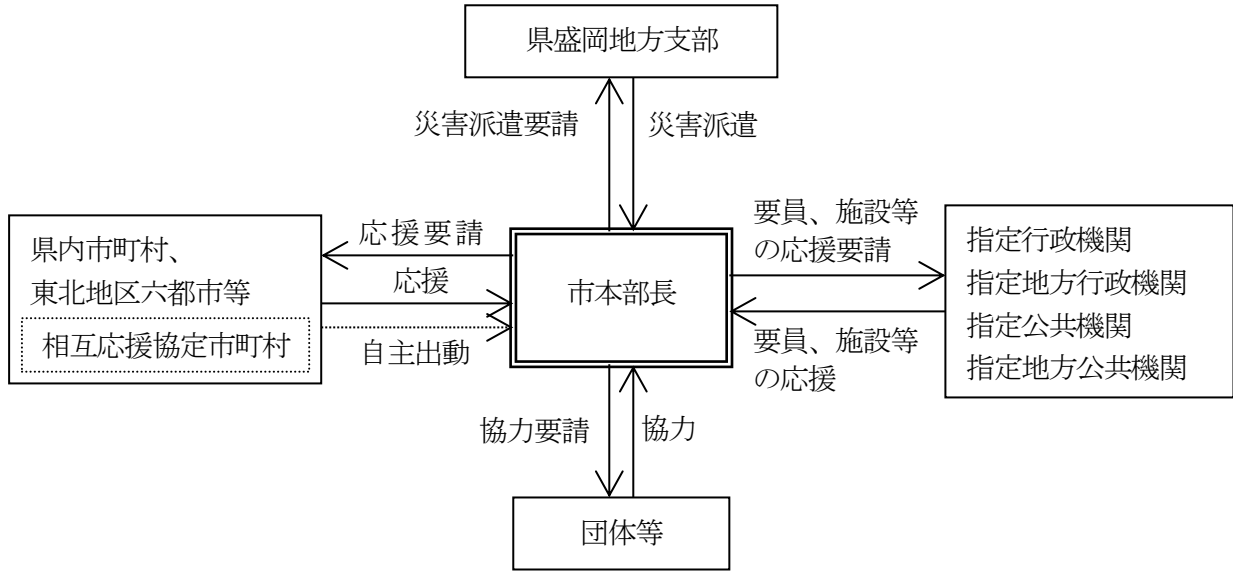 県盛岡地方支部
災害派遣要請
災害派遣
県内市町村、
東北地区六都市等
相互応援協定市町村
応援要請
応援
自主出動
市本部長
要員、施設等
の応援要請
要員、施設等
の応援
指定行政機関
指定地方行政機関
指定公共機関
指定地方公共機関
協力要請
協力
団体等